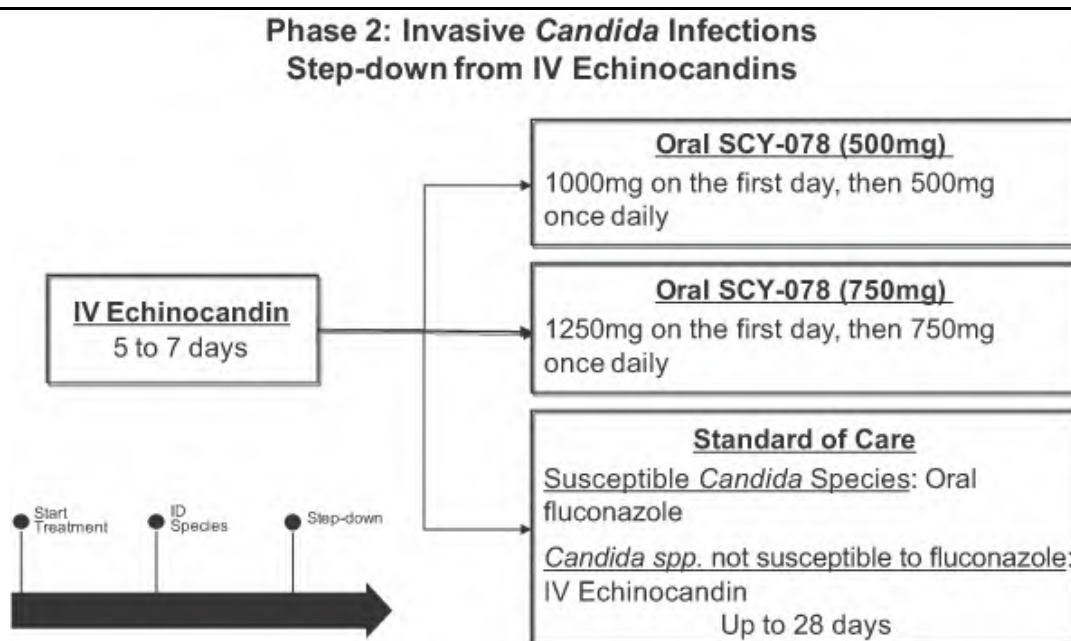 Phase 2: Invasive Candida Infections
Step-down from IV Echinocandins
Oral SCY-078 (500mg)
1000mg on the first day, then 500mg
once daily
IV Echinocandin
5 to 7 days
Oral SCY-078 (750mg)
1250mg on the first day, then 750mg
once daily
Standard of Care
Susceptible Candida Species: Oral
fluconazole
Candida spp. not susceptible to fluconazole:
IV Echinocandin
Up to 28 days
Start
Treatment
ID
Species
Step-down